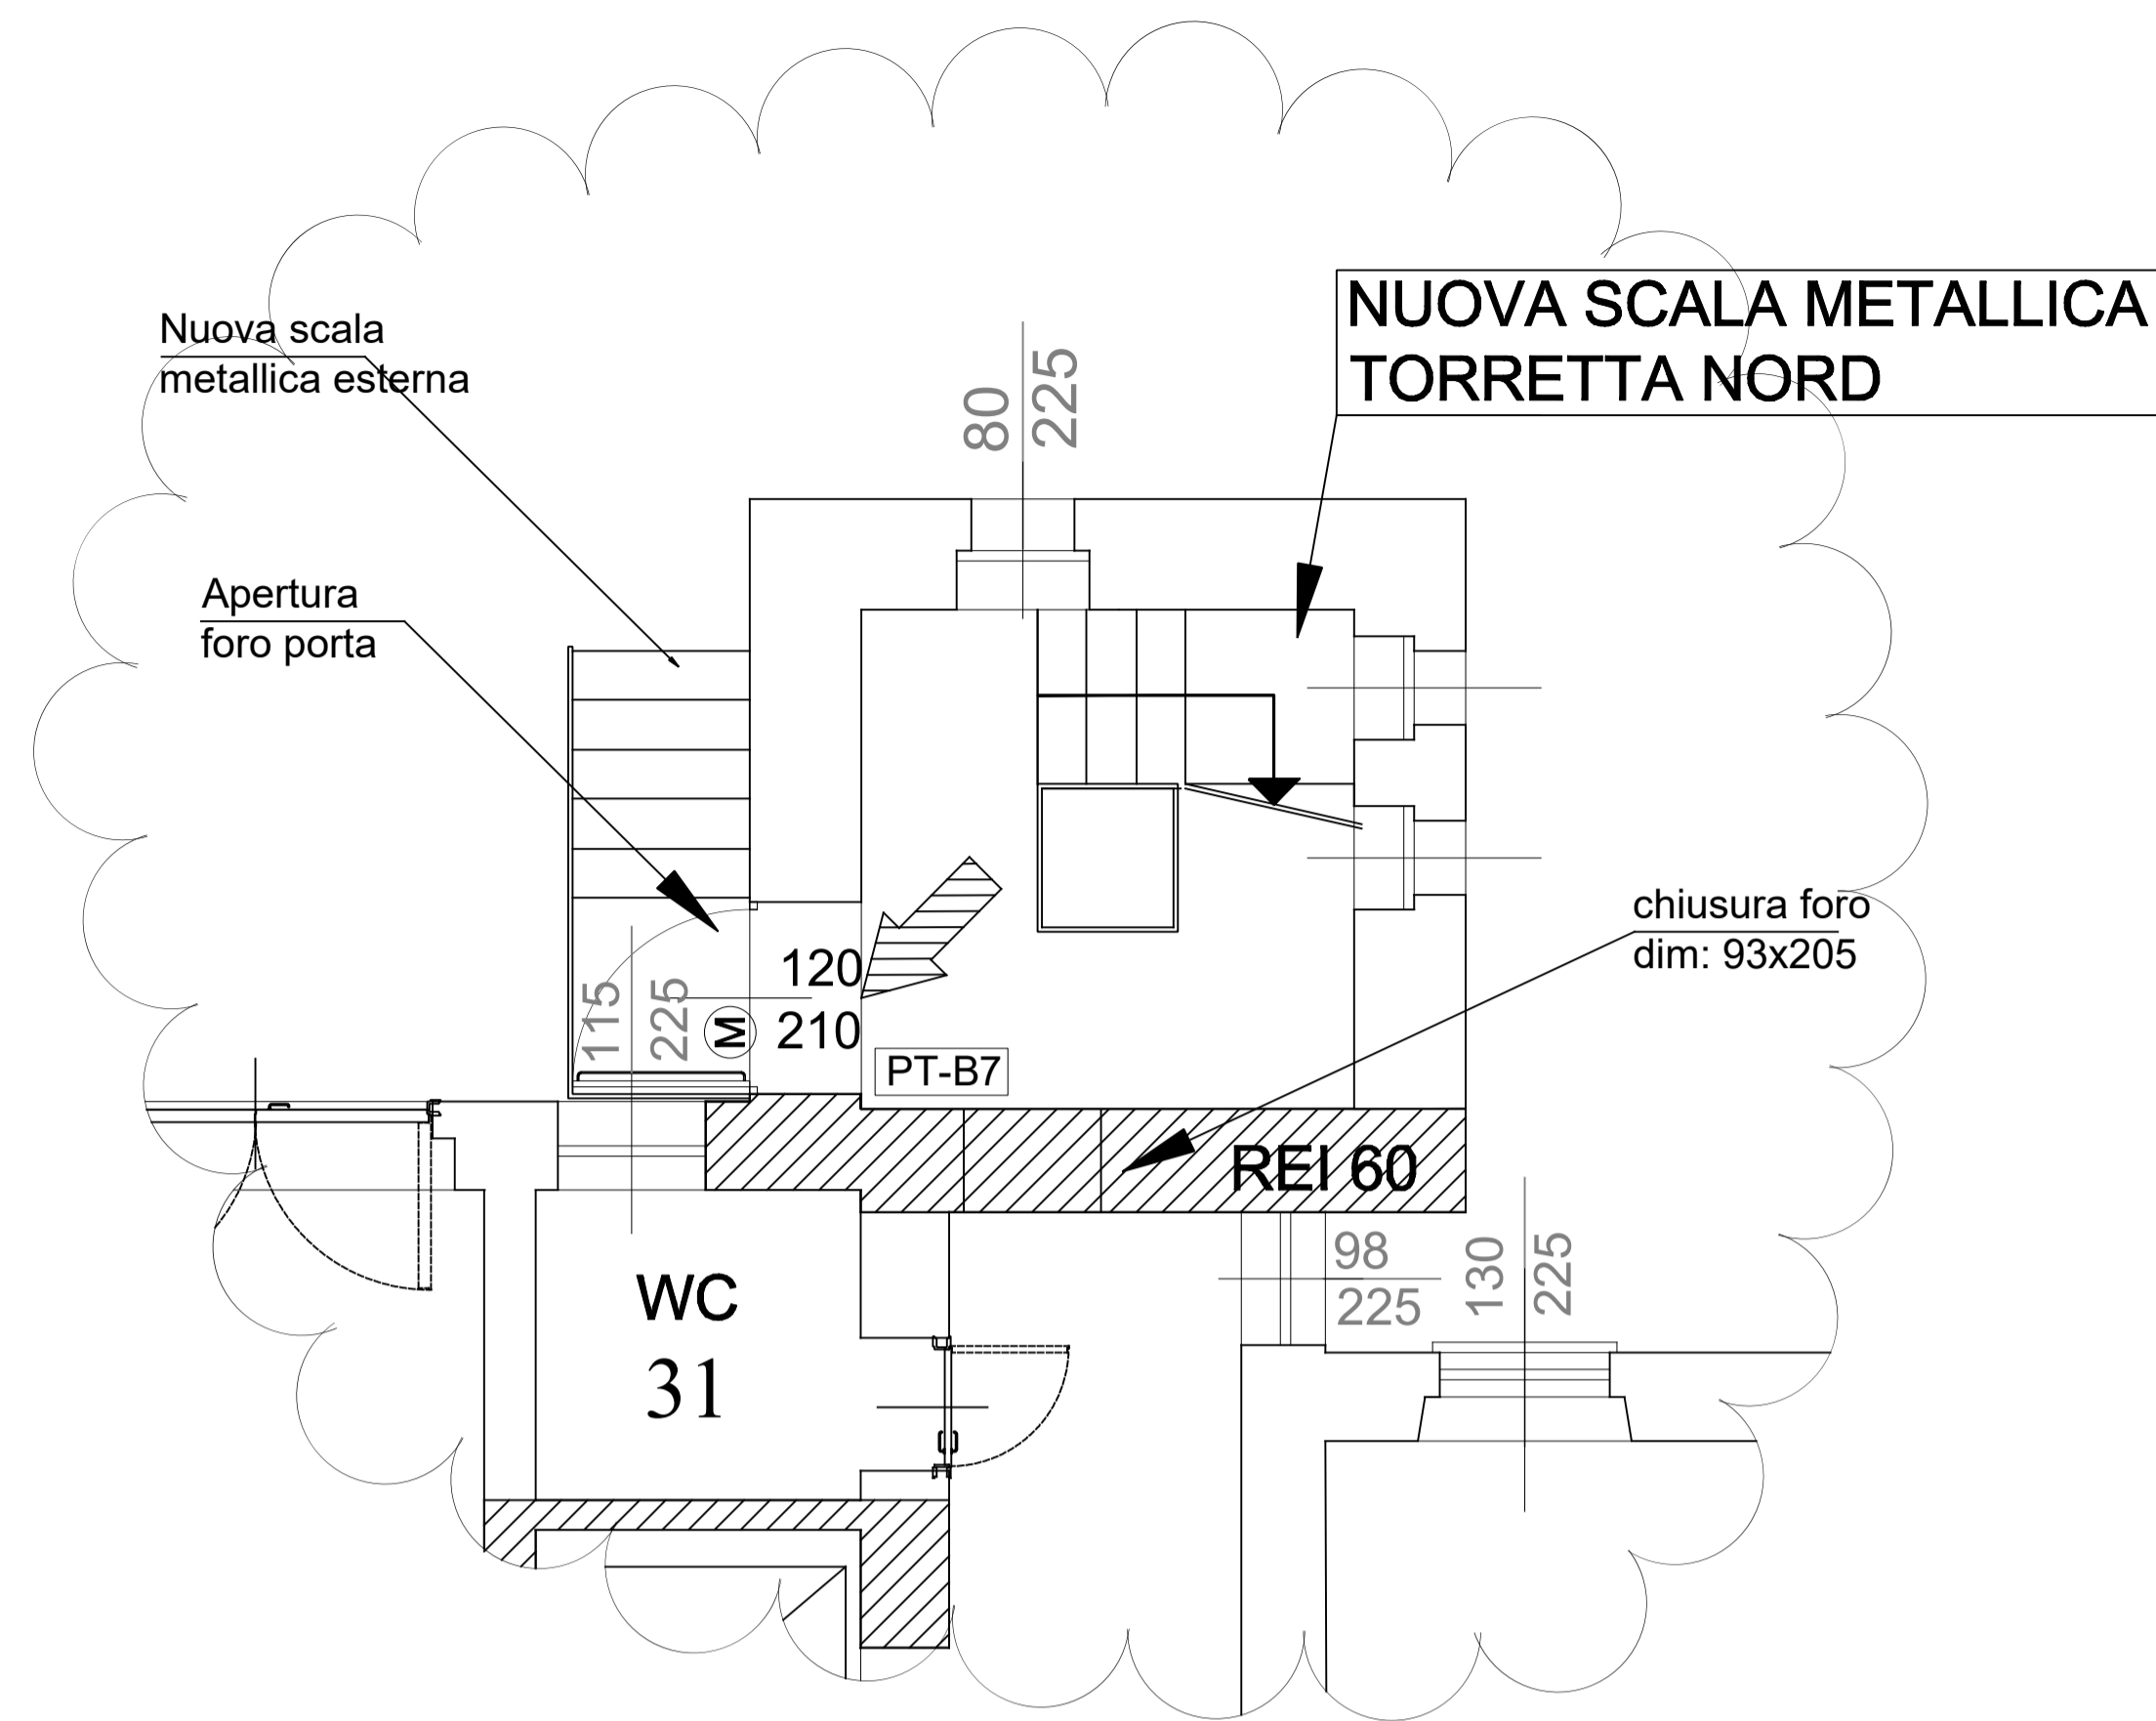 NUOVA SCALA METALLICA
TORRETTA NORD
Nuova scala
metallica esterna
80
225
Apertura
foro porta
chiusura foro
dim: 93x205
120
210
115
225
M
PT-B7
REI 60
98
225
130
225
WC
31